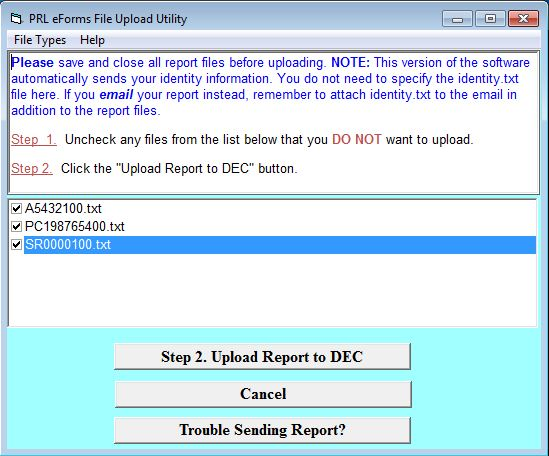 PRL eForms File Upload Utility
File Types Help
Please save and close all report files before uploading. NOTE: This version of the software
automatically sends your identity information. You do not need to specify the identity.txt
file here. If you email your report instead, remember to attach identity.txt to the email in
addition to the report files.
Step 1. Uncheck any files from the list below that you DO NOT want to upload.
Step 2. Click the "Upload Report to DEC" button.
A5432100.txt
PC198765400.txt
SR0000100.txt
Step 2. Upload Report to DEC
Cancel
Trouble Sending Report?